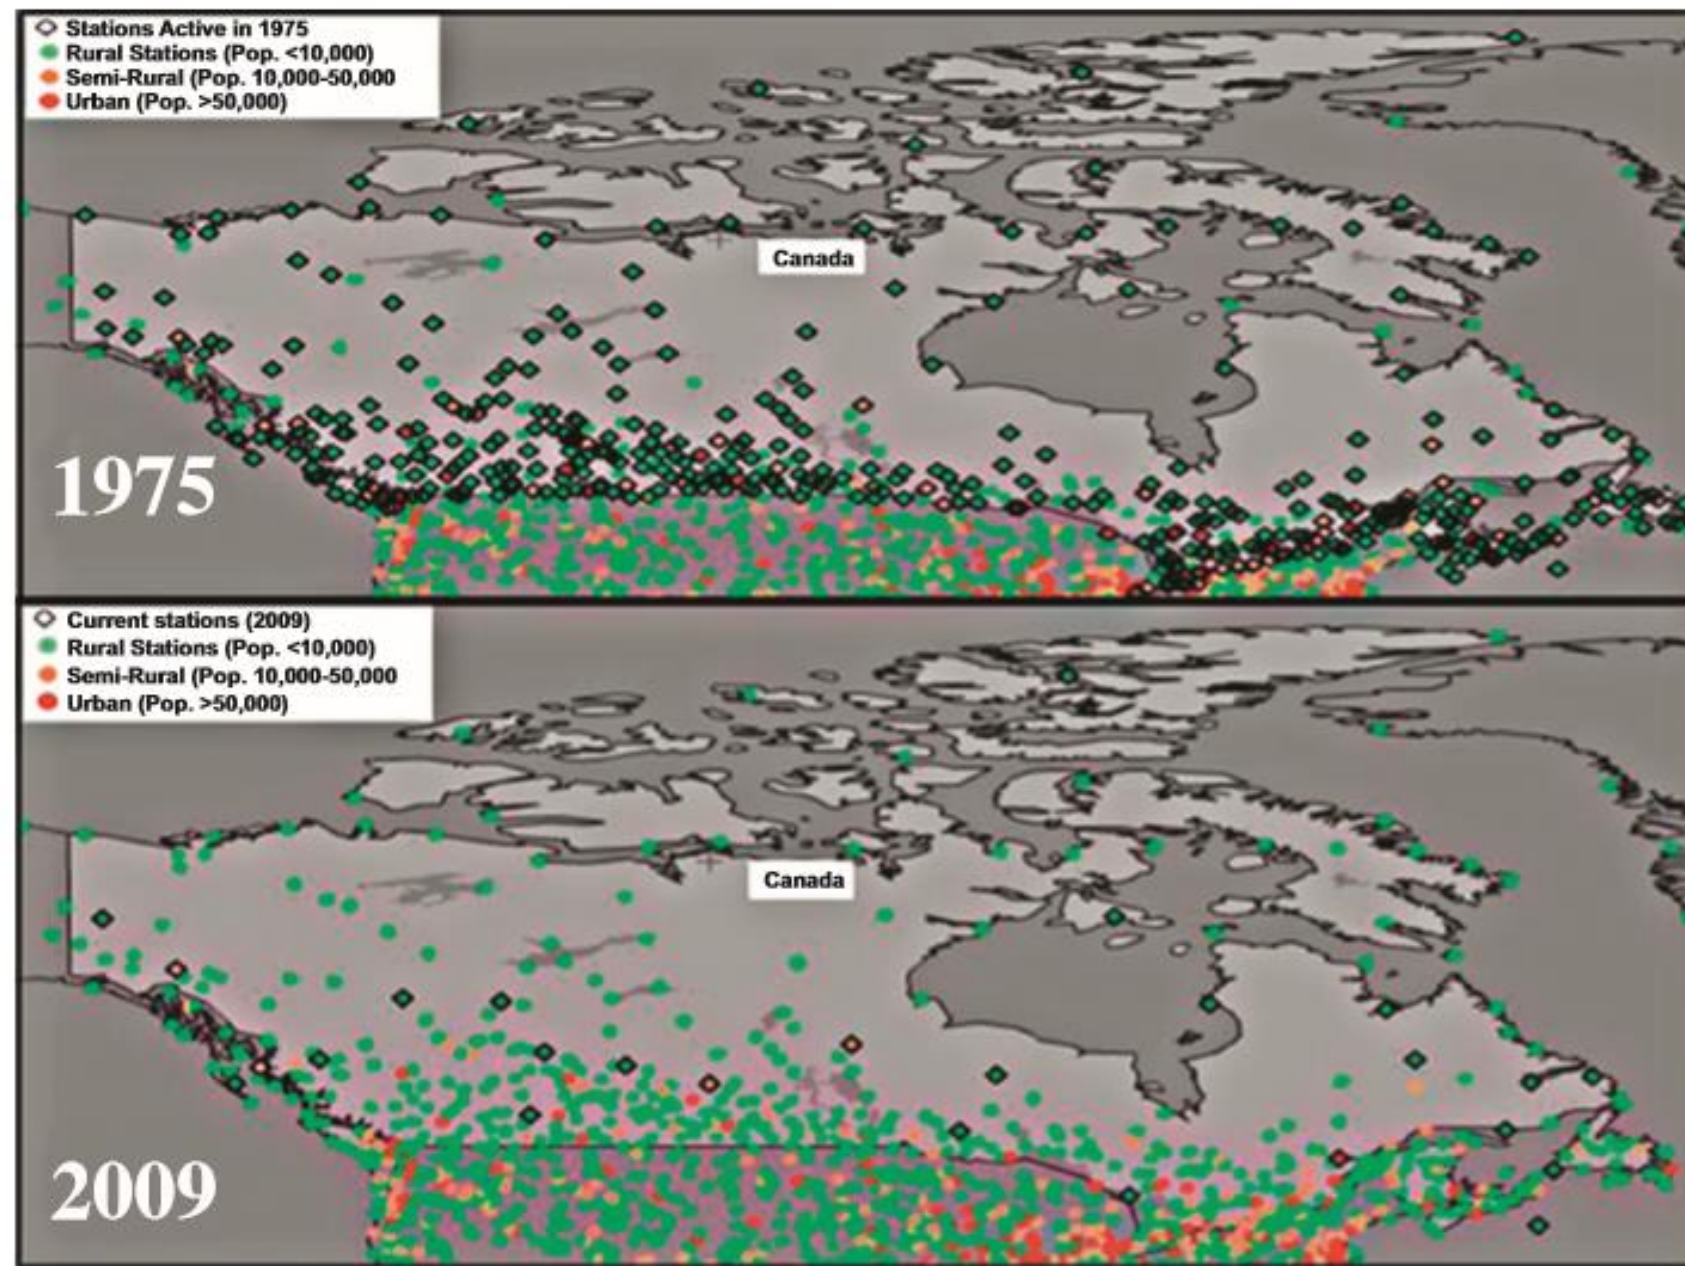 Stations Active in 1975
Rural Stations (Pop. <10,000)
Semi-Rural (Pop. 10,000-50,000
Urban (Pop. >50,000)
Canada
1975
Current stations (2009)
Rural Stations (Pop. <10,000)
Semi-Rural (Pop. 10,000-50,000
Urban (Pop. >50,000)
Canada
2009